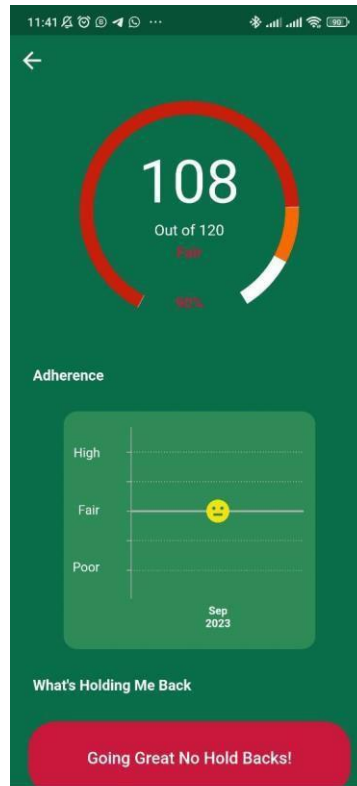 11:41
90
108
Out of 120
Fair
90%
Adherence
High
Fair
Poor
Sep
2023
What's Holding Me Back
Going Great No Hold Backs!